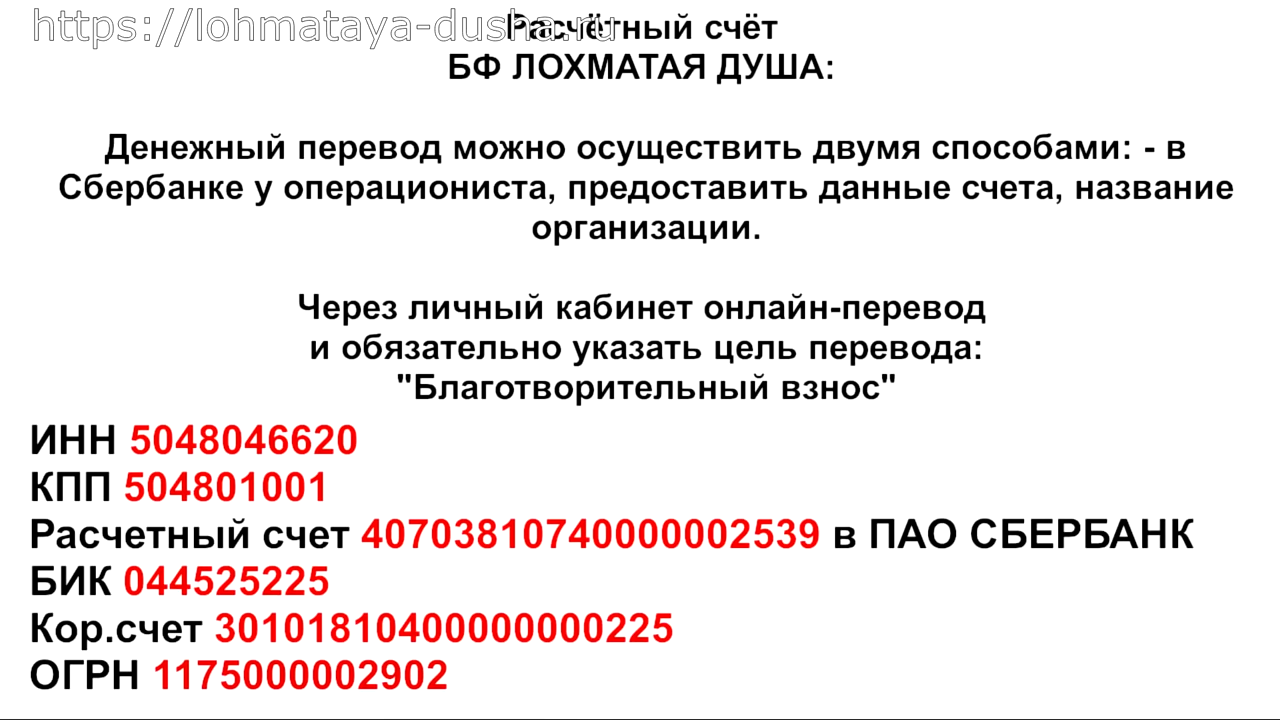 https://lohmataya-dusha.ru
Расчётный счёт
БФ ЛОХМАТАЯ ДУША:
Денежный перевод можно осуществить двумя способами: - в
Сбербанке у операциониста, предоставить данные счета, название
организации.
Через личный кабинет онлайн-перевод
и обязательно указать цель перевода:
"Благотворительный взнос"
ИНН 5048046620
КПП 504801001
Расчетный счет 40703810740000002539 в ПАО СБЕРБАНК
БИК 044525225
Кор.счет 30101810400000000225
ОГРН 1175000002902